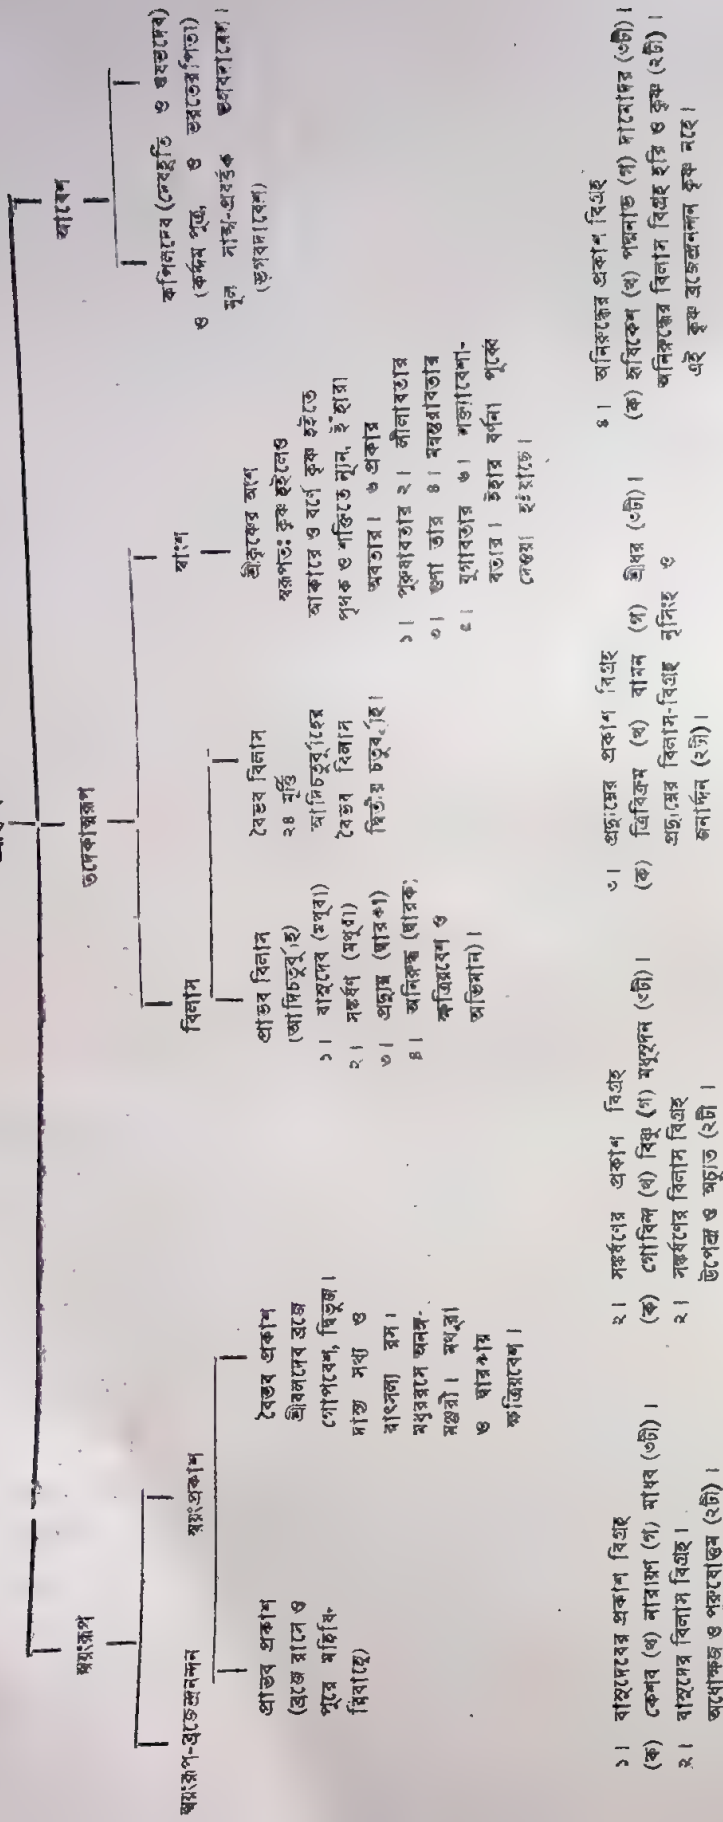 স্বয়ংরূপ
তদেকাত্মরূপ
আবেশ
স্বয়ংরূপ-ব্রজেন্দ্রনন্দন
স্বয়ংপ্রকাশ
প্রাভব প্রকাশ
(ব্রজে রাসে ও
পুরে মহিষি-
বিবাহে)
বৈভব প্রকাশ
শ্রীবলদেব ব্রজে
গোপবেশ, দ্বিভুজ।
দাস্য সখ্য ও
বাৎসল্য রস।
মধুররসে অনঙ্গ-
মঞ্জরী। মথুরা
ও দ্বারকায়
ক্ষত্রিয়বেশ।
বিলাস
স্বাংশ
প্রাভব বিলাস
(আদিচতুর্ব্যূহ)
১। বাসুদেব (মথুরা)
২। সঙ্কর্ষণ (মথুরা)
৩। প্রদ্যুম্ন (দ্বারকা)
৪। অনিরুদ্ধ (দ্বারকা;
ক্ষত্রিয়বেশ ও
অভিমান)।
বৈভব বিলাস
২৪ মূর্ত্তি
আদিচতুর্ব্যূহের
বৈভব বিলাস
দ্বিতীয় চতুর্ব্যূহ।
শ্রীকৃষ্ণের অংশ
স্বরূপতঃ কৃষ্ণ হইলেও
আকারে ও বর্ণে কৃষ্ণ হইতে
পৃথক ও শক্তিতে ন্যূন, ইঁহারা
অবতার। ৬ প্রকার
১। পুরুষাবতার ২। লীলাবতার
৩। গুণা তার ৪। মন্বন্তরাবতার
৫। যুগাবতার ৬। শক্ত্যাবেশা-
বতার। ইহার বর্ণনা পূর্ব্বে
দেওয়া হইয়াছে।
কপিলদেব (দেবহূতি ও ঋষভদেব)
ও (কর্দ্দম পুত্র, ও ভরতের পিতা)
মূল সাঙ্খ্য-প্রবর্ত্তক ভগবদাবেশ।
(ভগবদাবেশ)
১। বাসুদেবের প্রকাশ বিগ্রহ
(ক) কেশব (খ) নারায়ণ (গ) মাধব (৩টী)।
২। বাসুদের বিলাস বিগ্রহ।
অধোক্ষজ ও পুরুষোত্তম (২টী)।
২। সঙ্কর্ষণের প্রকাশ বিগ্রহ
(ক) গোবিন্দ (খ) বিষ্ণু (গ) মধুসূদন (৩টী)।
২। সঙ্কর্ষণের বিলাস বিগ্রহ
উপেন্দ্র ও অচ্যুত (২টী।
৩। প্রদ্যুম্নের প্রকাশ বিগ্রহ
(ক) ত্রিবিক্রম (খ) বামন (গ) শ্রীধর (৩টী)।
প্রদ্যুম্নের বিলাস-বিগ্রহ নৃসিংহ ও
জনার্দন (২টী)।
৪। অনিরুদ্ধের প্রকাশ বিগ্রহ
(ক) হৃষিকেশ (খ) পদ্মনাভ (গ) দামোদর (৩টী)।
অনিরুদ্ধের বিলাস বিগ্রহ হরি ও কৃষ্ণ (২টী)।
এই কৃষ্ণ ব্রজেন্দ্রনন্দন কৃষ্ণ নহে।